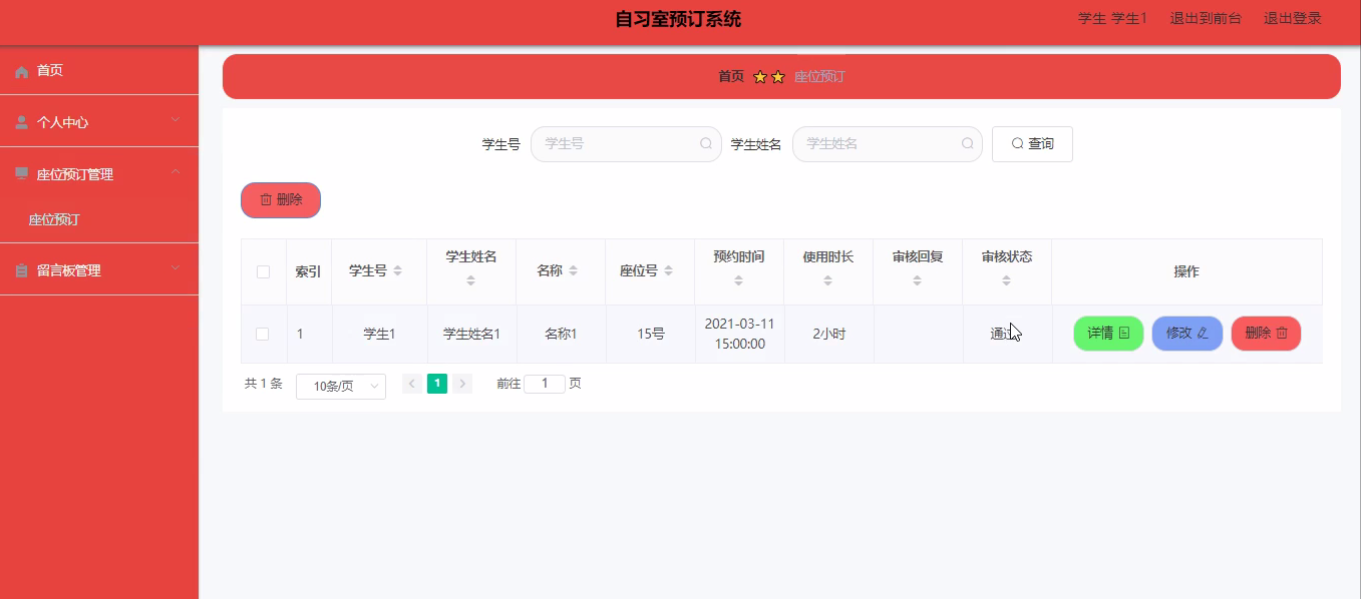 自习室预订系统
学生 学生1 退出到前台 退出登录
首页
个人中心
座位预订管理
座位预订
留言板管理
首页 座位预订
学生号 学生号 学生姓名 学生姓名 查询
删除
索引 学生号 学生姓名 名称 座位号 预约时间 使用时长 审核回复 审核状态 操作
1 学生1 学生姓名1 名称1 15号 2021-03-11 15:00:00 2小时 通过 详情 修改 删除
共 1 条 10条/页 1 前往 1 页